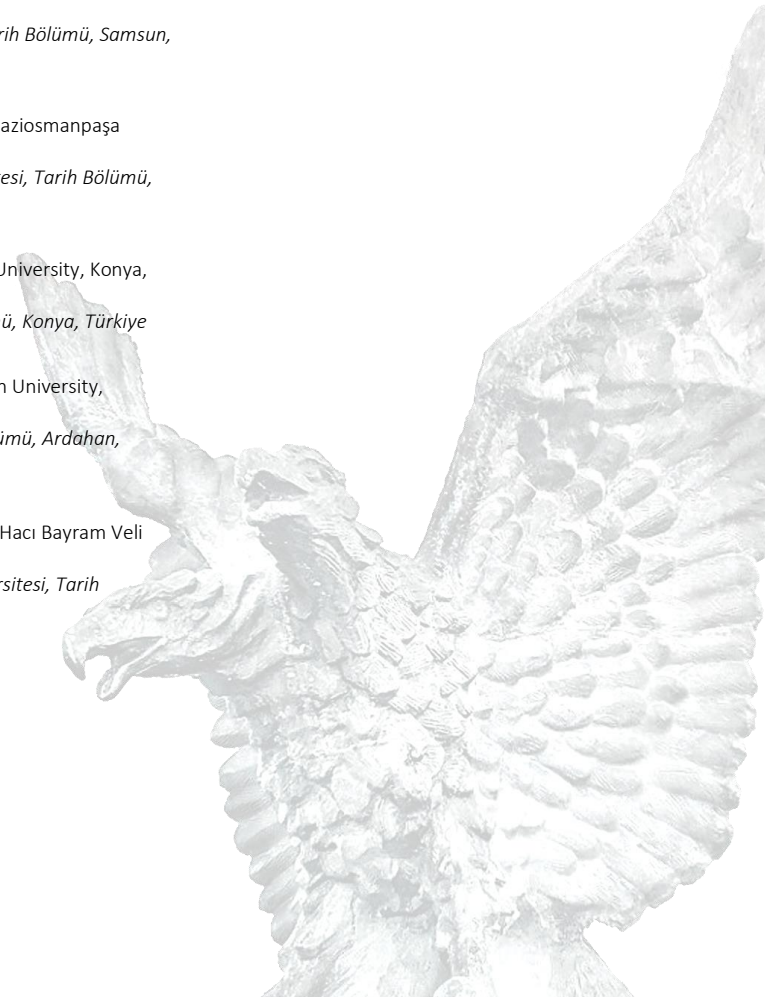 rih Bölümü, Samsun,
aziosmanpaşa
esi, Tarih Bölümü,
University, Konya,
ü, Konya, Türkiye
n University,
ümü, Ardahan,
Hacı Bayram Veli
rsitesi, Tarih